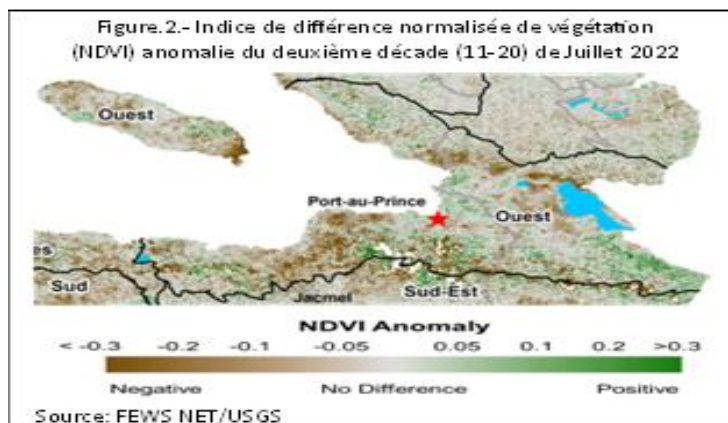 Figure.2.- Indice de différence normalisée de végétation
(NDVI) anomalie du deuxième décade (11-20) de Juillet 2022
Ouest
Port-au-Prince
Ouest
es
Sud
Jacmel
Sud-Est
NDVI Anomaly
< -0.3 -0.2 -0.1 -0.05 0.05 0.1 0.2 >0.3
Negative No Difference Positive
Source: FEWS NET/USGS